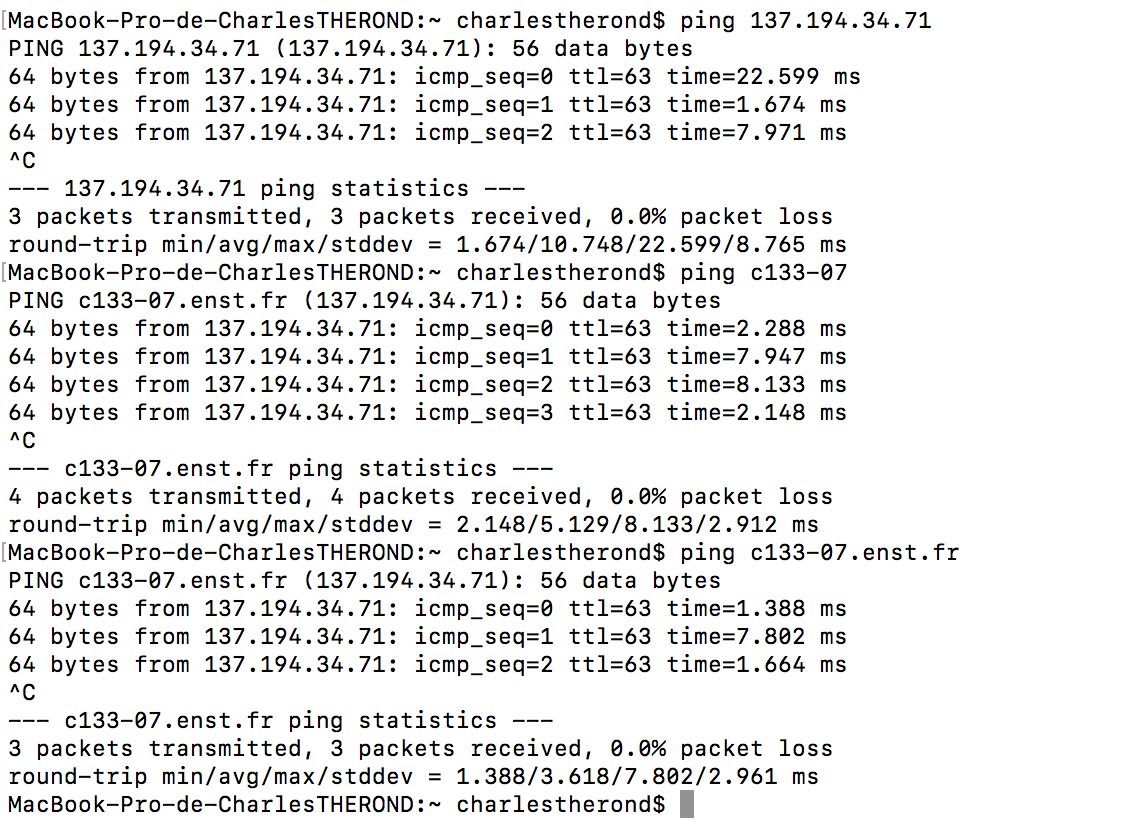 [MacBook-Pro-de-CharlesTHEROND:~ charlestherond$ ping 137.194.34.71
PING 137.194.34.71 (137.194.34.71): 56 data bytes
64 bytes from 137.194.34.71: icmp_seq=0 ttl=63 time=22.599 ms
64 bytes from 137.194.34.71: icmp_seq=1 ttl=63 time=1.674 ms
64 bytes from 137.194.34.71: icmp_seq=2 ttl=63 time=7.971 ms
^C
--- 137.194.34.71 ping statistics ---
3 packets transmitted, 3 packets received, 0.0% packet loss
round-trip min/avg/max/stddev = 1.674/10.748/22.599/8.765 ms
[MacBook-Pro-de-CharlesTHEROND:~ charlestherond$ ping c133-07
PING c133-07.enst.fr (137.194.34.71): 56 data bytes
64 bytes from 137.194.34.71: icmp_seq=0 ttl=63 time=2.288 ms
64 bytes from 137.194.34.71: icmp_seq=1 ttl=63 time=7.947 ms
64 bytes from 137.194.34.71: icmp_seq=2 ttl=63 time=8.133 ms
64 bytes from 137.194.34.71: icmp_seq=3 ttl=63 time=2.148 ms
^C
--- c133-07.enst.fr ping statistics ---
4 packets transmitted, 4 packets received, 0.0% packet loss
round-trip min/avg/max/stddev = 2.148/5.129/8.133/2.912 ms
[MacBook-Pro-de-CharlesTHEROND:~ charlestherond$ ping c133-07.enst.fr
PING c133-07.enst.fr (137.194.34.71): 56 data bytes
64 bytes from 137.194.34.71: icmp_seq=0 ttl=63 time=1.388 ms
64 bytes from 137.194.34.71: icmp_seq=1 ttl=63 time=7.802 ms
64 bytes from 137.194.34.71: icmp_seq=2 ttl=63 time=1.664 ms
^C
--- c133-07.enst.fr ping statistics ---
3 packets transmitted, 3 packets received, 0.0% packet loss
round-trip min/avg/max/stddev = 1.388/3.618/7.802/2.961 ms
MacBook-Pro-de-CharlesTHEROND:~ charlestherond$